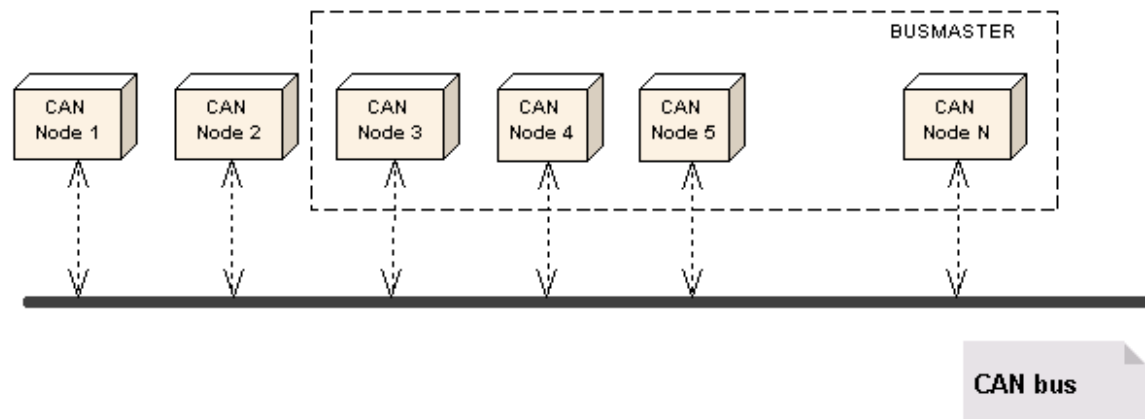 BUSMASTER
CAN
Node 1
CAN
Node 2
CAN
Node 3
CAN
Node 4
CAN
Node 5
CAN
Node N
CAN bus